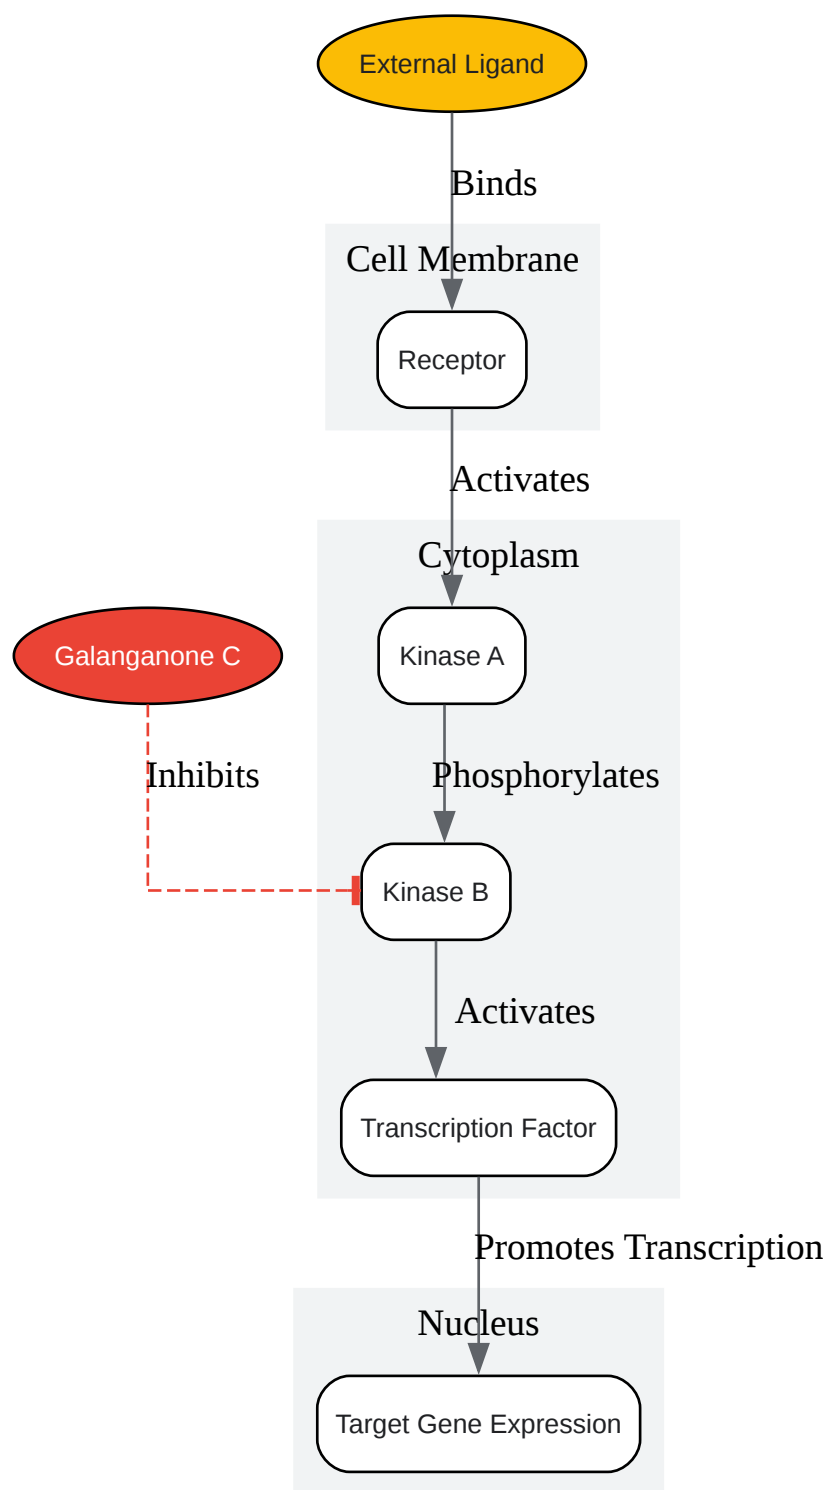 External Ligand
Binds
Cell Membrane
Receptor
Activates
Cytoplasm
Galanganone C
Kinase A
Inhibits
Phosphorylates
Kinase B
Activates
Transcription Factor
Promotes Transcription
Nucleus
Target Gene Expression